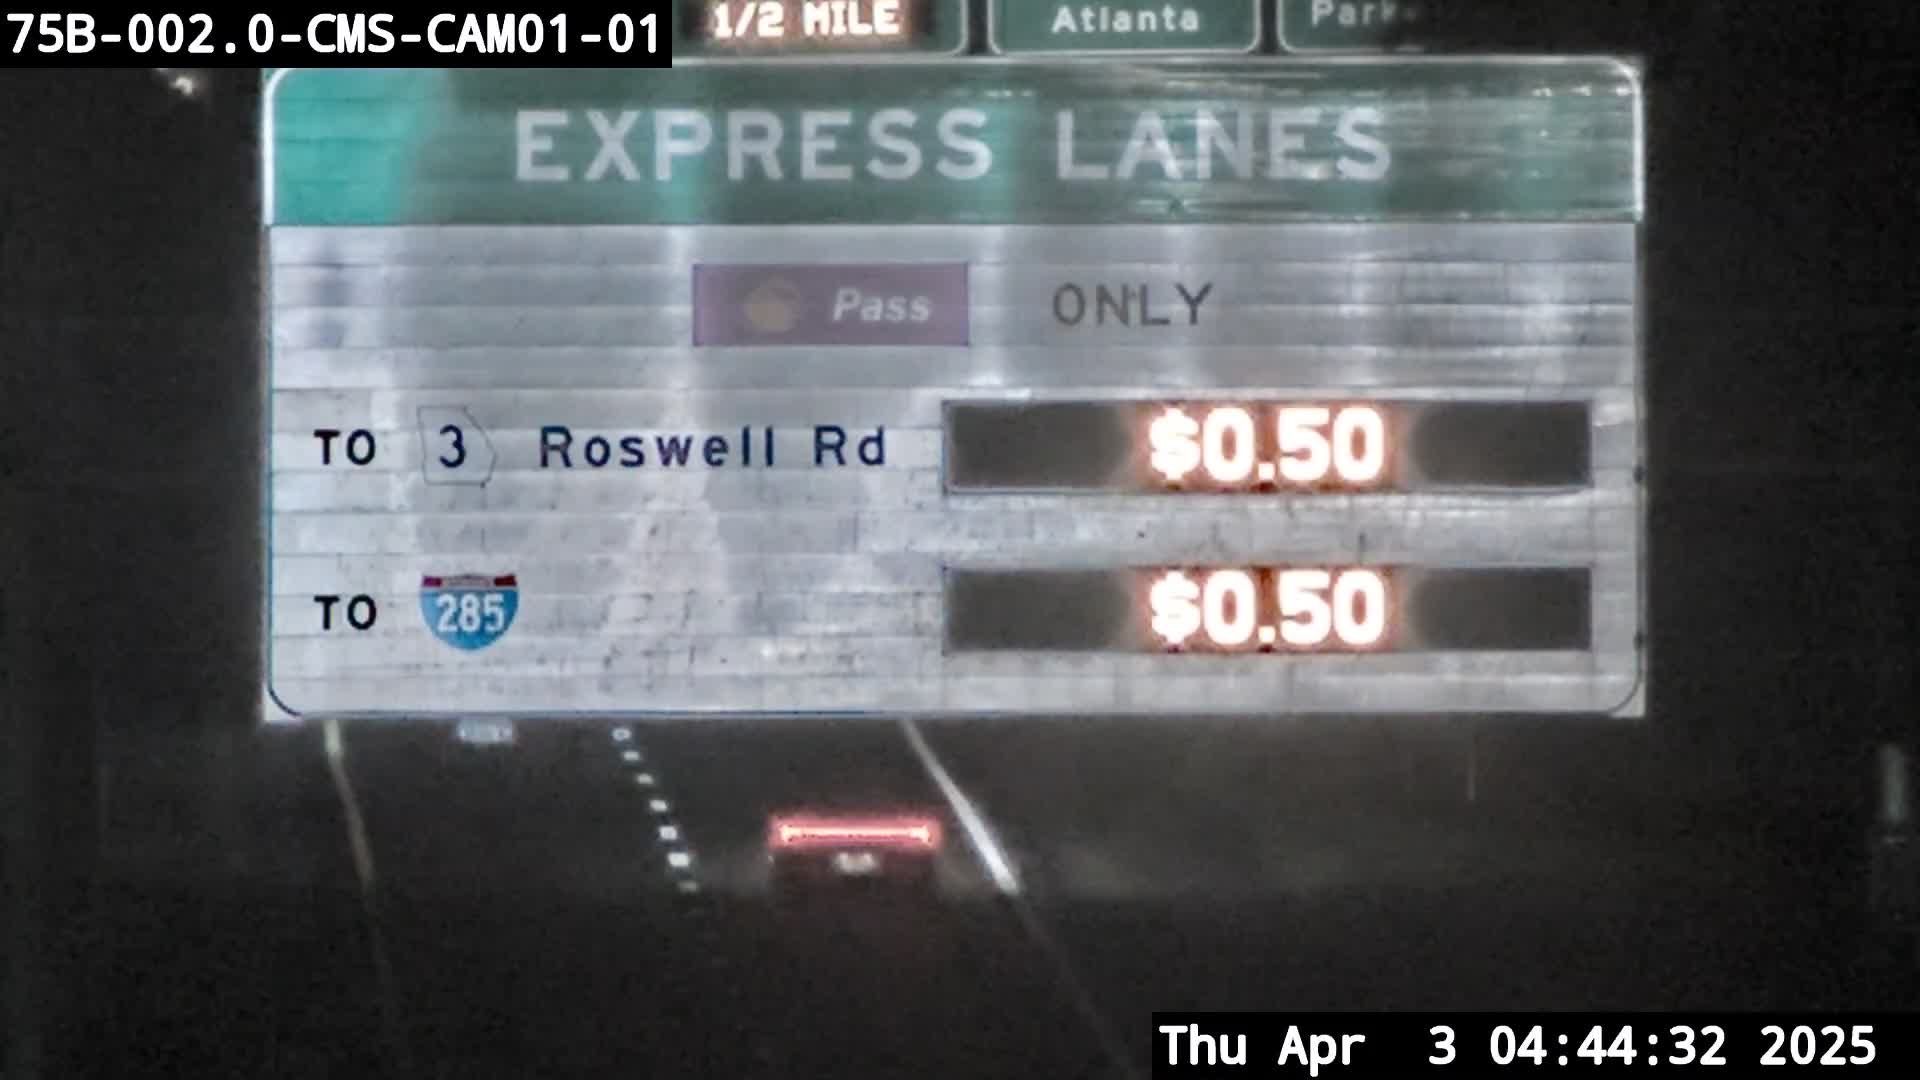 75B-002.0-CMS-CAM01-01
1/2 MILE
Atlanta
Park
EXPRESS LANES
Pass ONLY
TO 3 Roswell Rd $0.50
TO 285 $0.50
Thu Apr 3 04:44:32 2025